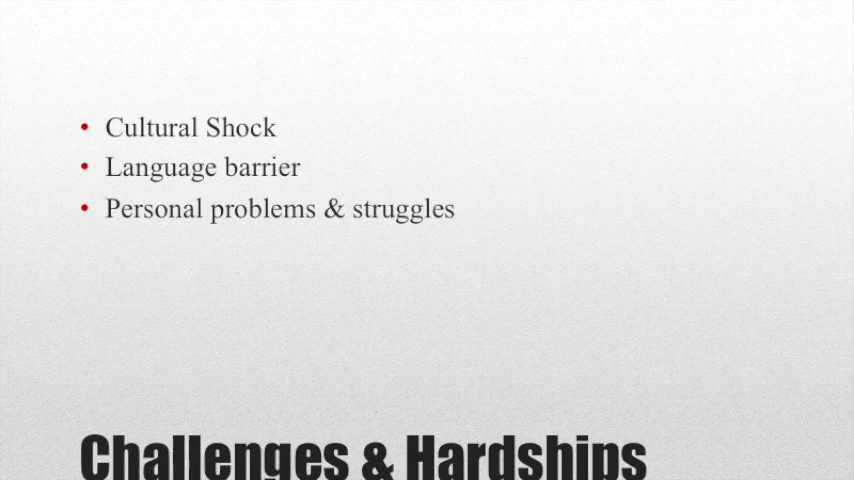 • Cultural Shock
• Language barrier
• Personal problems & struggles
Challenges & Hardships